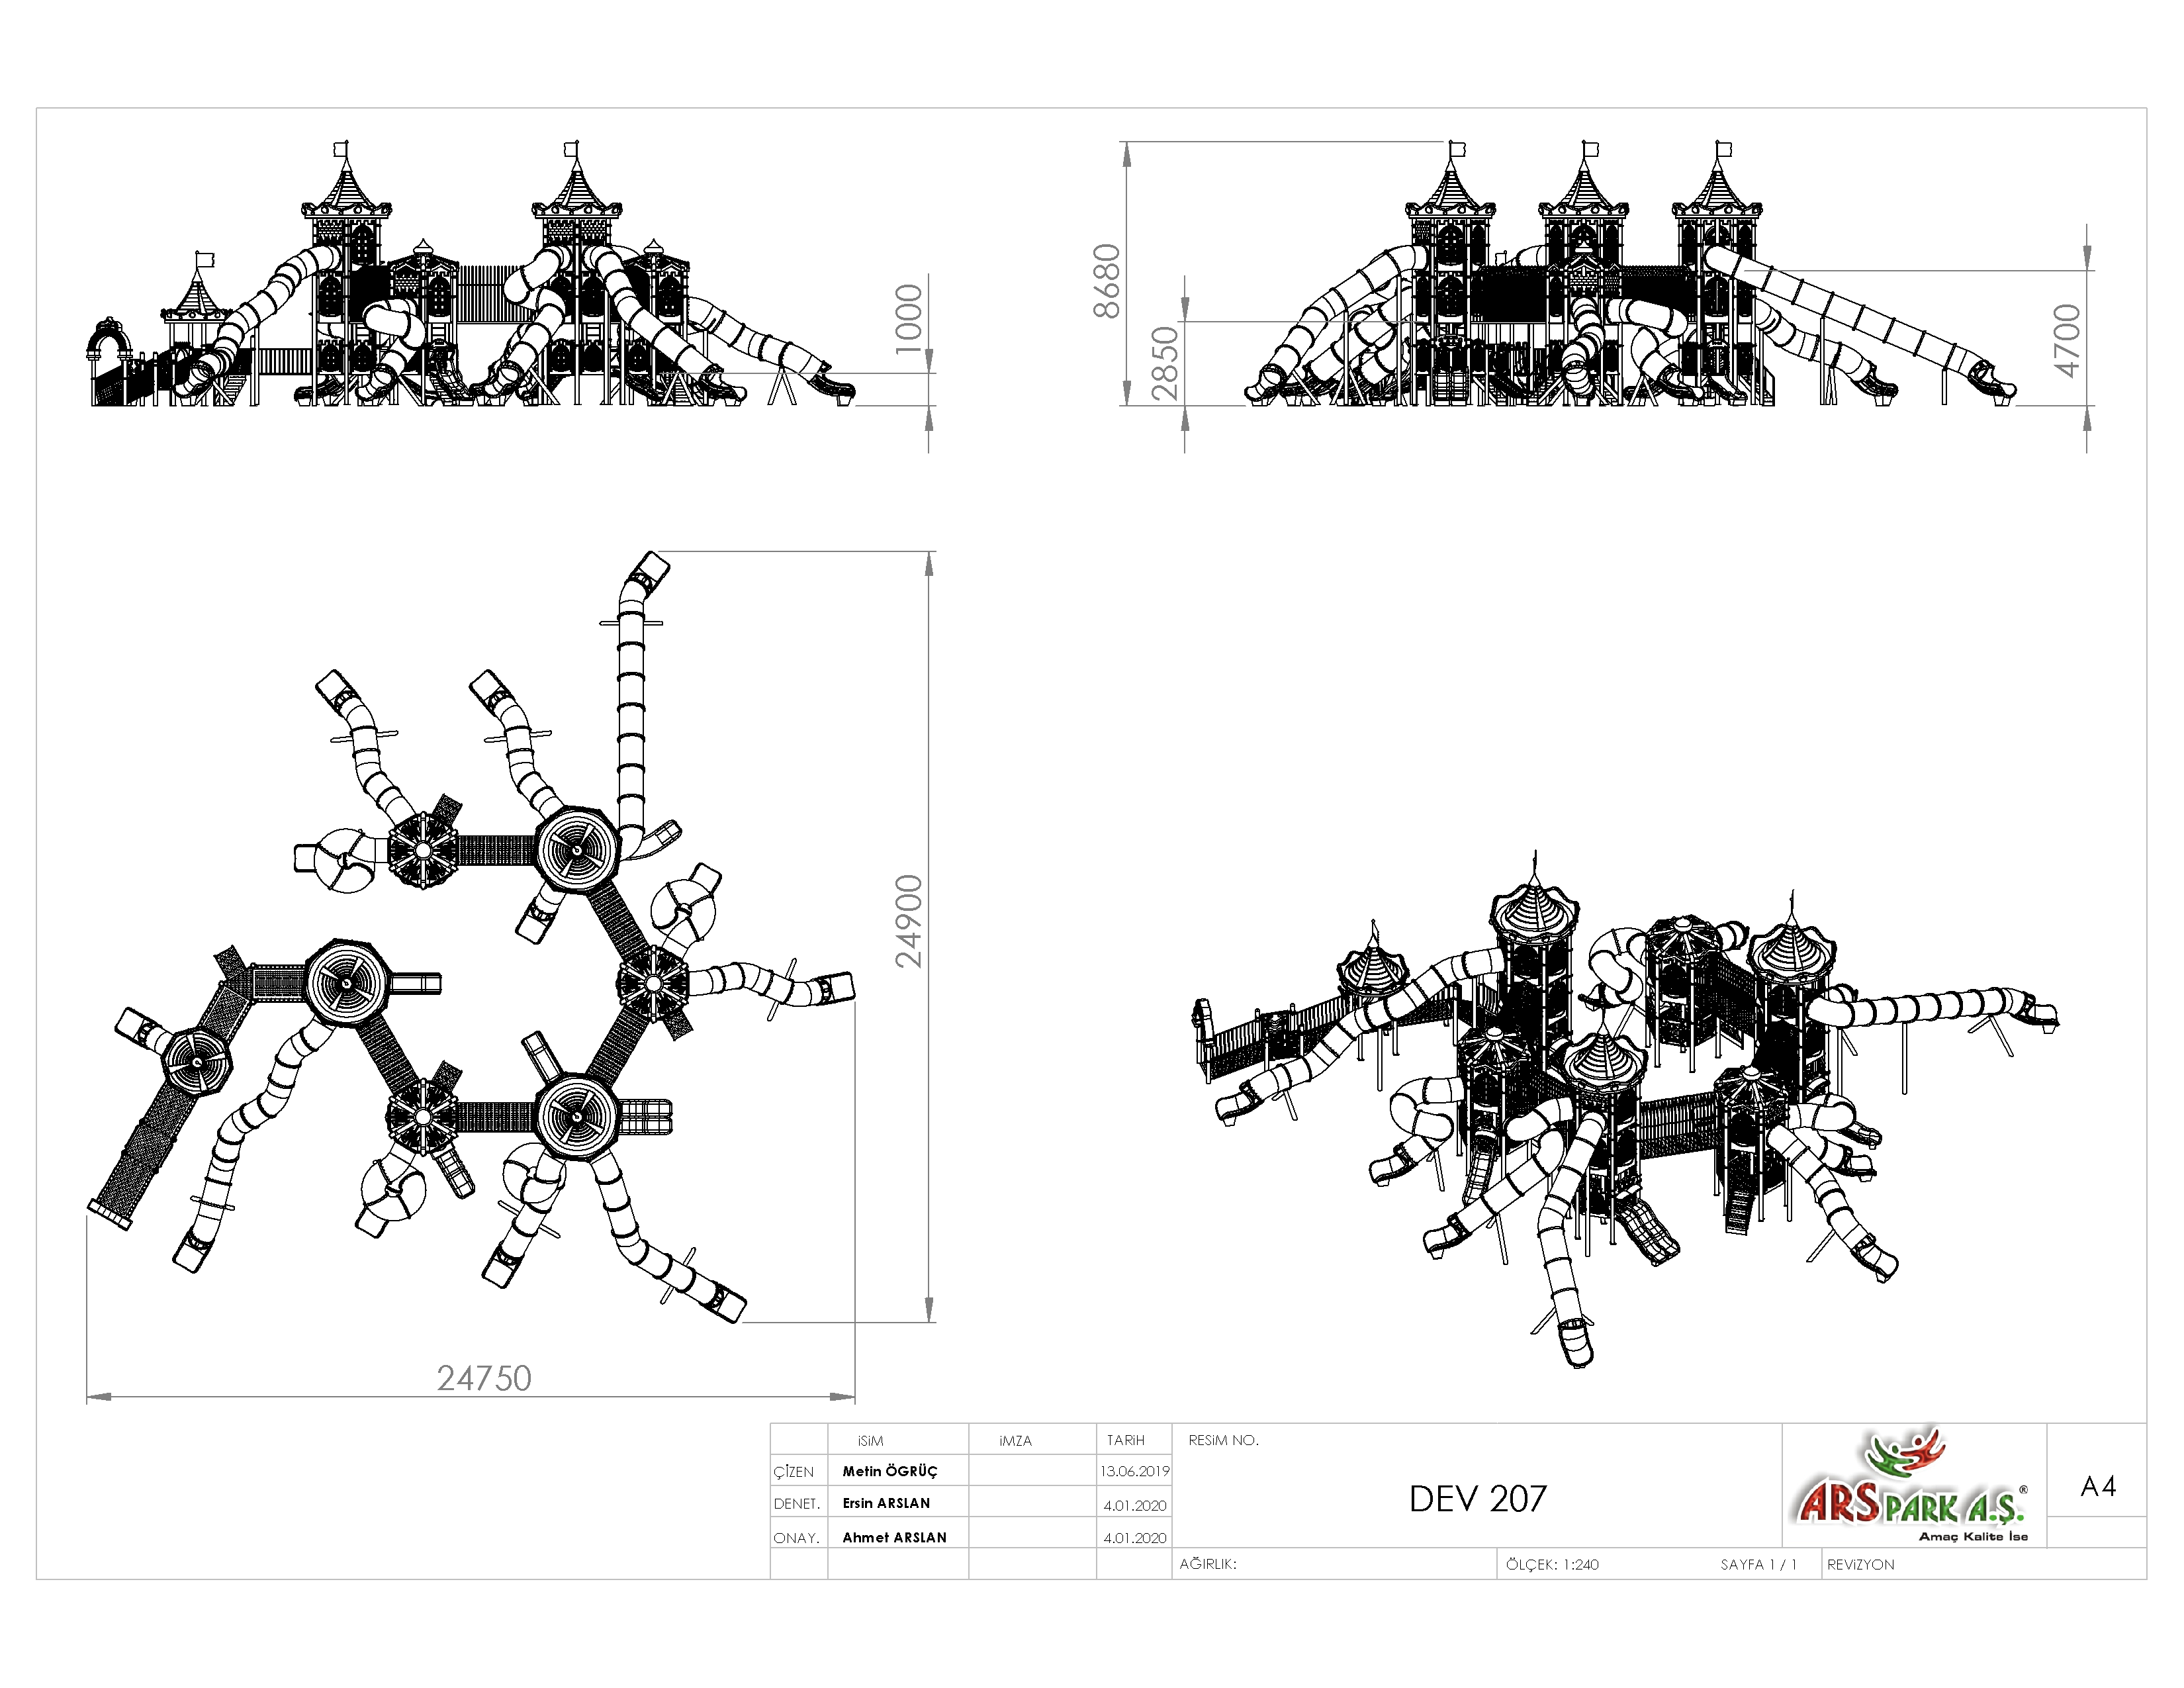 8680
2850
4700
1000
24900
24750
İSİM
İMZA
TARİH
RESİM NO.
ÇİZEN
Metin ÖGRÜÇ
13.06.2019
DENET.
Ersin ARSLAN
4.01.2020
ONAY.
Ahmet ARSLAN
4.01.2020
DEV 207
ARSPARK A.Ş.®
Amaç Kalite İse
A4
AĞIRLIK:
ÖLÇEK: 1:240
SAYFA 1 / 1
REVİZYON